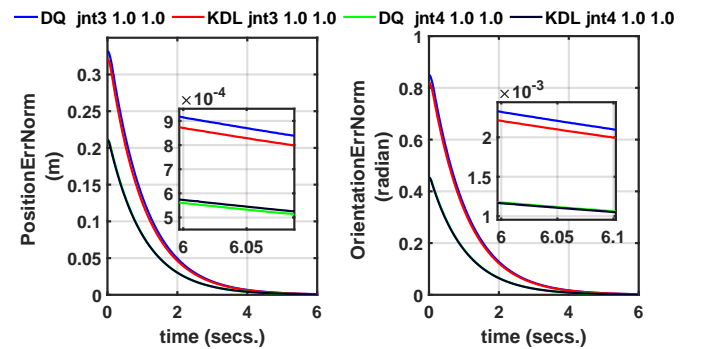 DQ jnt3 1.0 1.0 KDL jnt3 1.0 1.0 DQ jnt4 1.0 1.0 KDL jnt4 1.0 1.0
PositionErrNorm
(m)
0.3
0.25
0.2
0.15
0.1
0.05
0
×10⁻⁴
9
8
7
6
5
6 6.05
0 2 4 6
time (secs.)
OrientationErrNorm
(radian)
1
0.8
0.6
0.4
0.2
0
×10⁻³
2
1.5
1
6 6.05 6.10
0 2 4 6
time (secs.)